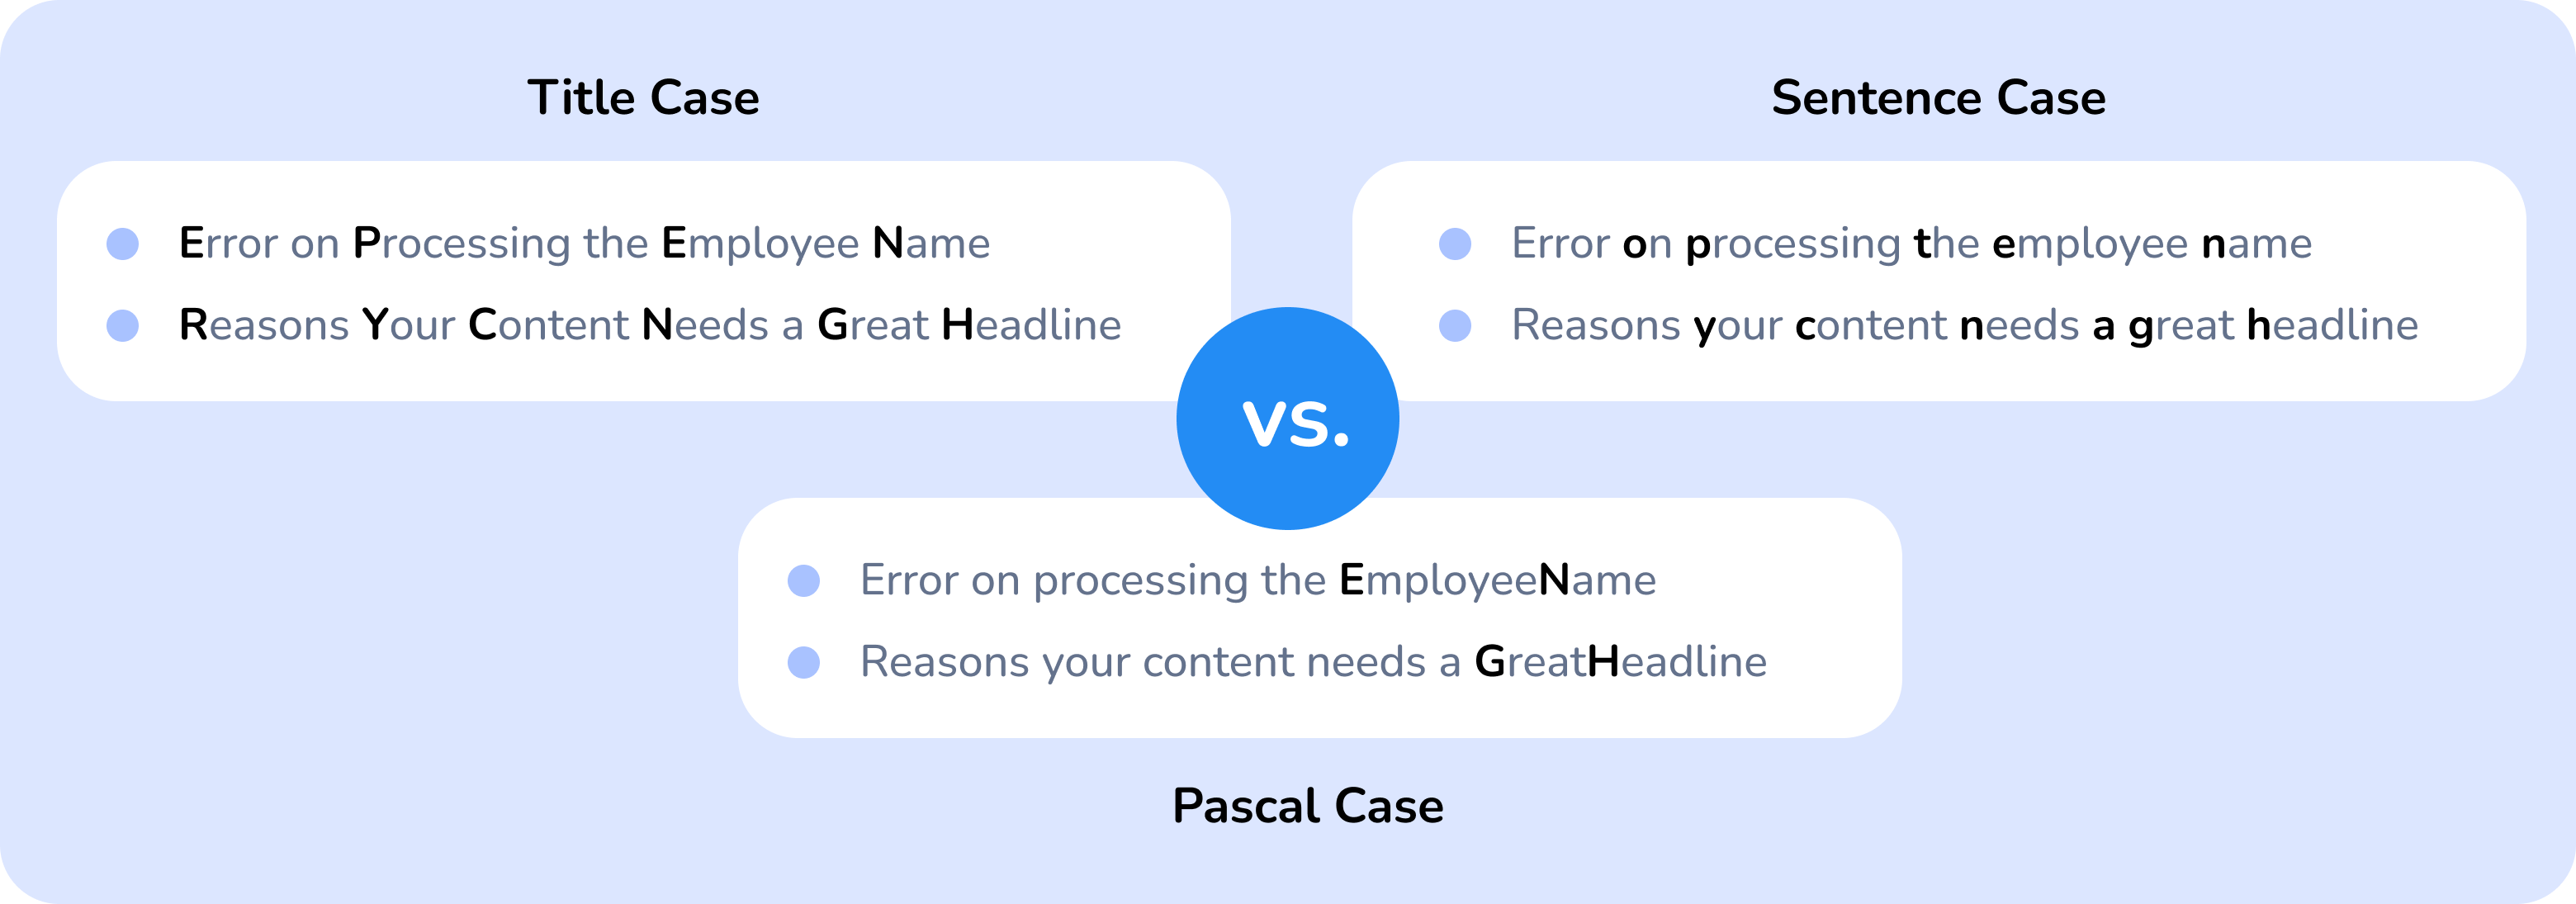 Title Case
Error on Processing the Employee Name
Reasons Your Content Needs a Great Headline
Sentence Case
Error on processing the employee name
Reasons your content needs a great headline
vs.
Error on processing the EmployeeName
Reasons your content needs a GreatHeadline
Pascal Case